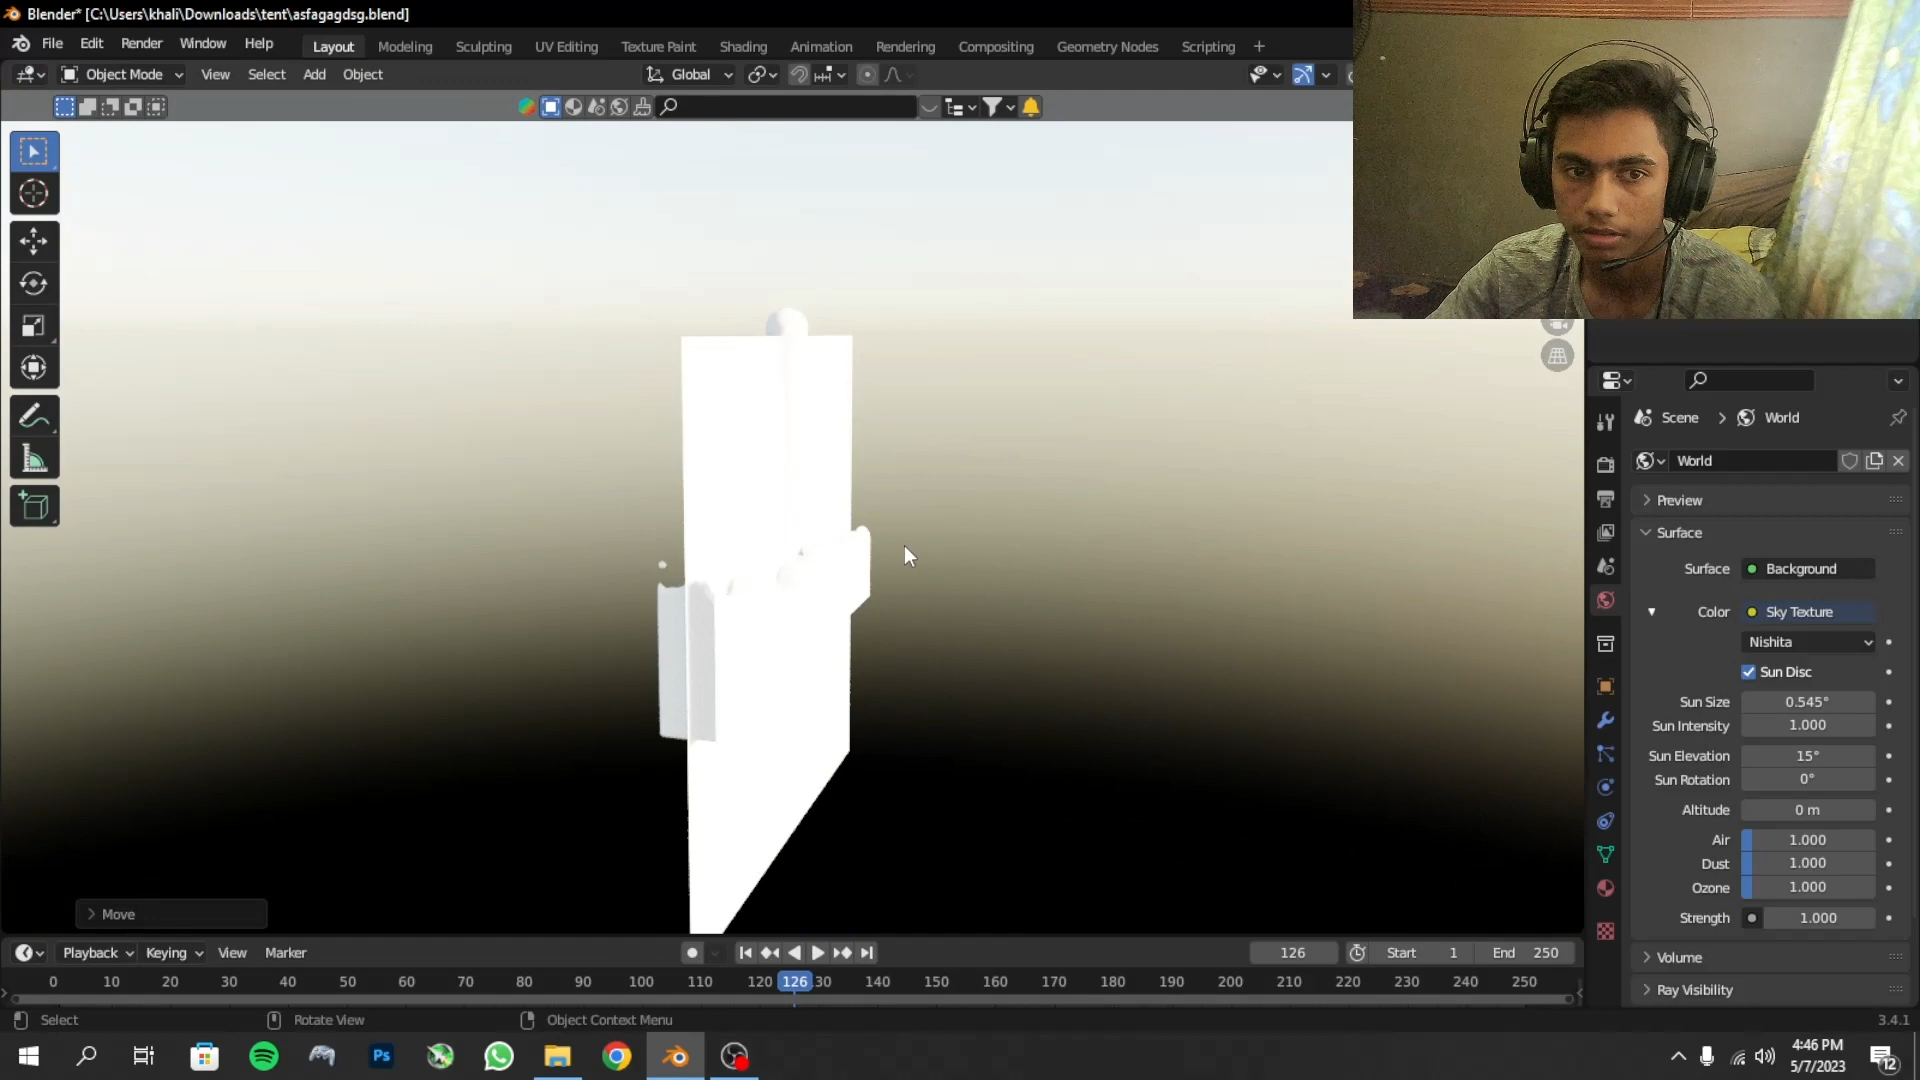 Blender* [C:\Users\khali\Downloads\tent\asfagagdsg.blend]
File Edit Render Window Help Layout Modeling Sculpting UV Editing Texture Paint Shading Animation Rendering Compositing Geometry Nodes Scripting +
Object Mode View Select Add Object Global
Scene > World
World
Preview
Surface
Surface Background
Color Sky Texture
Nishita
Sun Disc
Sun Size 0.545°
Sun Intensity 1.000
Sun Elevation 15°
Sun Rotation 0°
Altitude 0 m
Air 1.000
Dust 1.000
Ozone 1.000
Strength 1.000
Volume
Ray Visibility
Move
Playback Keying View Marker 126 Start 1 End 250
0 10 20 30 40 50 60 70 80 90 100 110 120 126 30 140 150 160 170 180 190 200 210 220 230 240 250
Select Rotate View Object Context Menu 3.4.1
Ps
4:46 PM
5/7/2023
12